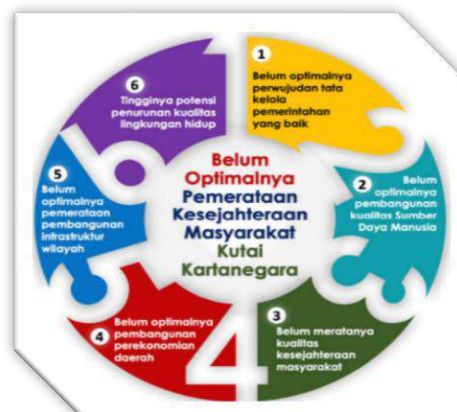 Belum
Optimalnya
Pemerataan
Kesejahteraan
Masyarakat
Kutai
Kartanegara
1
Belum optimalnya
perwujudan tata
kelola
pemerintahan
yang baik
2
Belum
optimalnya
pembangunan
kualitas Sumber
Daya Manusia
3
Belum meratanya
kualitas
kesejahteraan
masyarakat
4
Belum optimalnya
pembangunan
perekonomian
daerah
5
Belum
optimalnya
pemerataan
pembangunan
infrastruktur
wilayah
6
Tingginya potensi
penurunan kualitas
lingkungan hidup
4